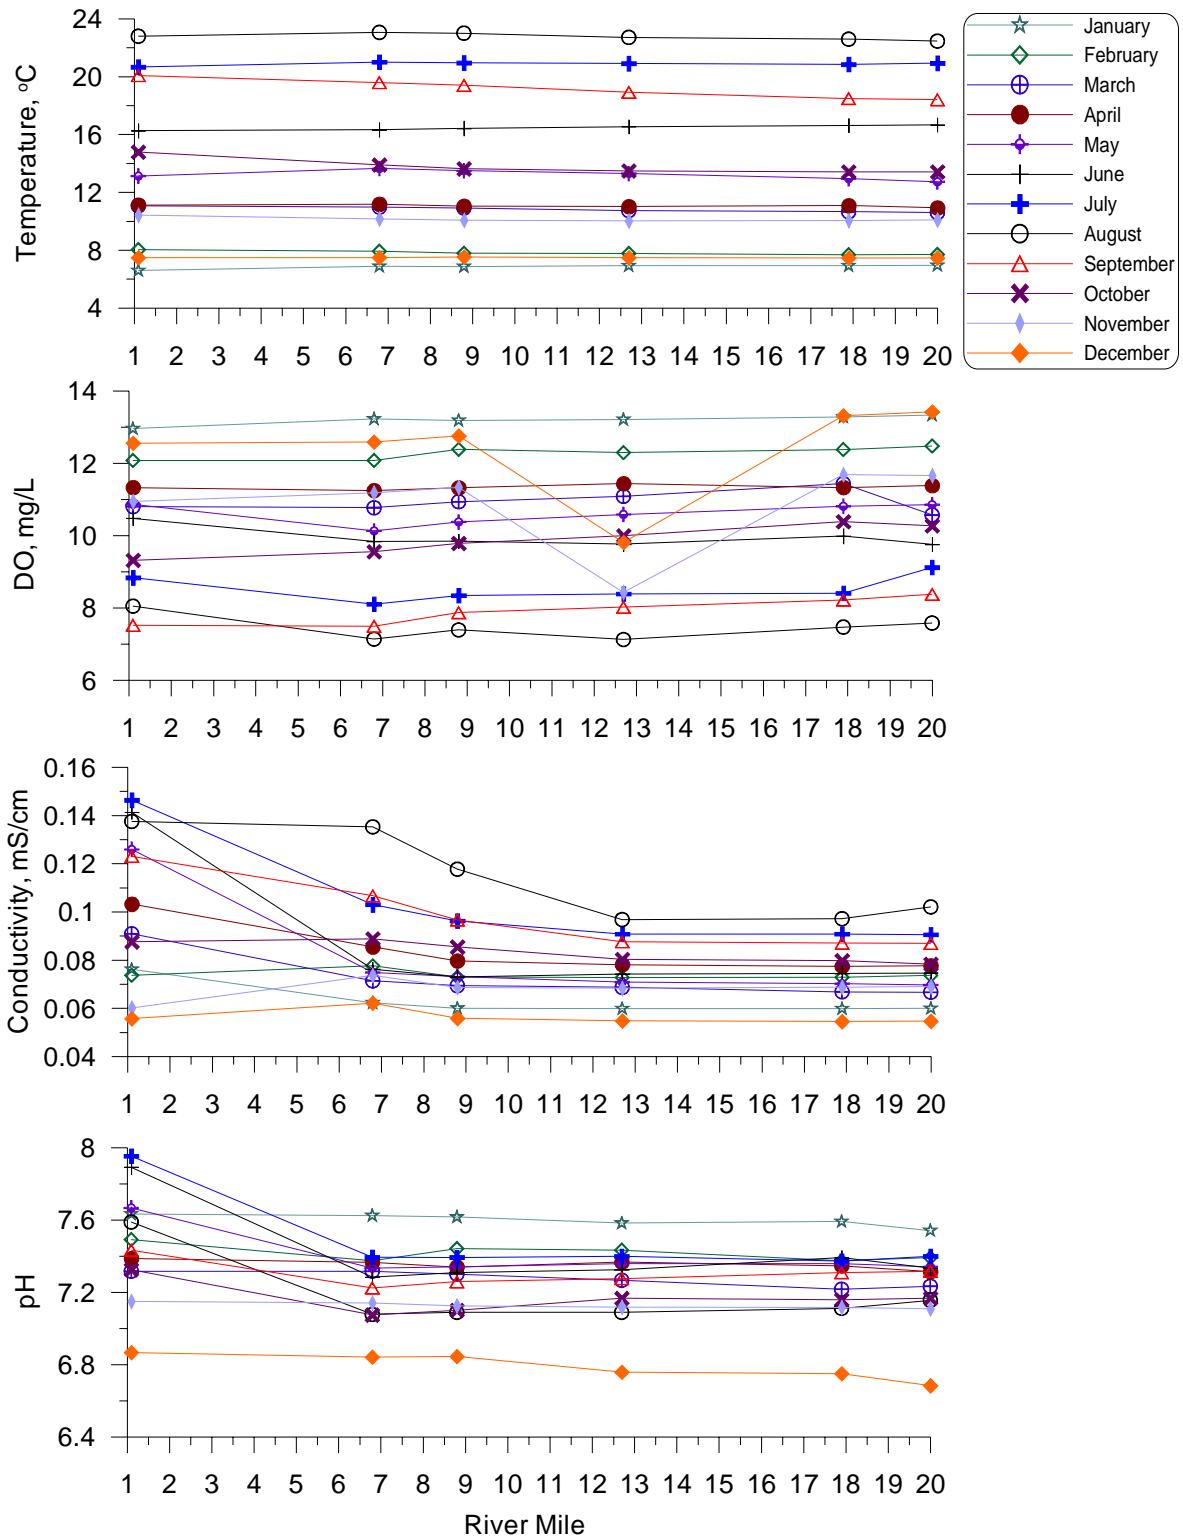 24
20
16
12
8
4
Temperature, ºC
1 2 3 4 5 6 7 8 9 10 11 12 13 14 15 16 17 18 19 20
January
February
March
April
May
June
July
August
September
October
November
December
14
12
10
8
6
DO, mg/L
1 2 3 4 5 6 7 8 9 10 11 12 13 14 15 16 17 18 19 20
0.16
0.14
0.12
0.1
0.08
0.06
0.04
Conductivity, mS/cm
1 2 3 4 5 6 7 8 9 10 11 12 13 14 15 16 17 18 19 20
8
7.6
7.2
6.8
6.4
pH
1 2 3 4 5 6 7 8 9 10 11 12 13 14 15 16 17 18 19 20
River Mile